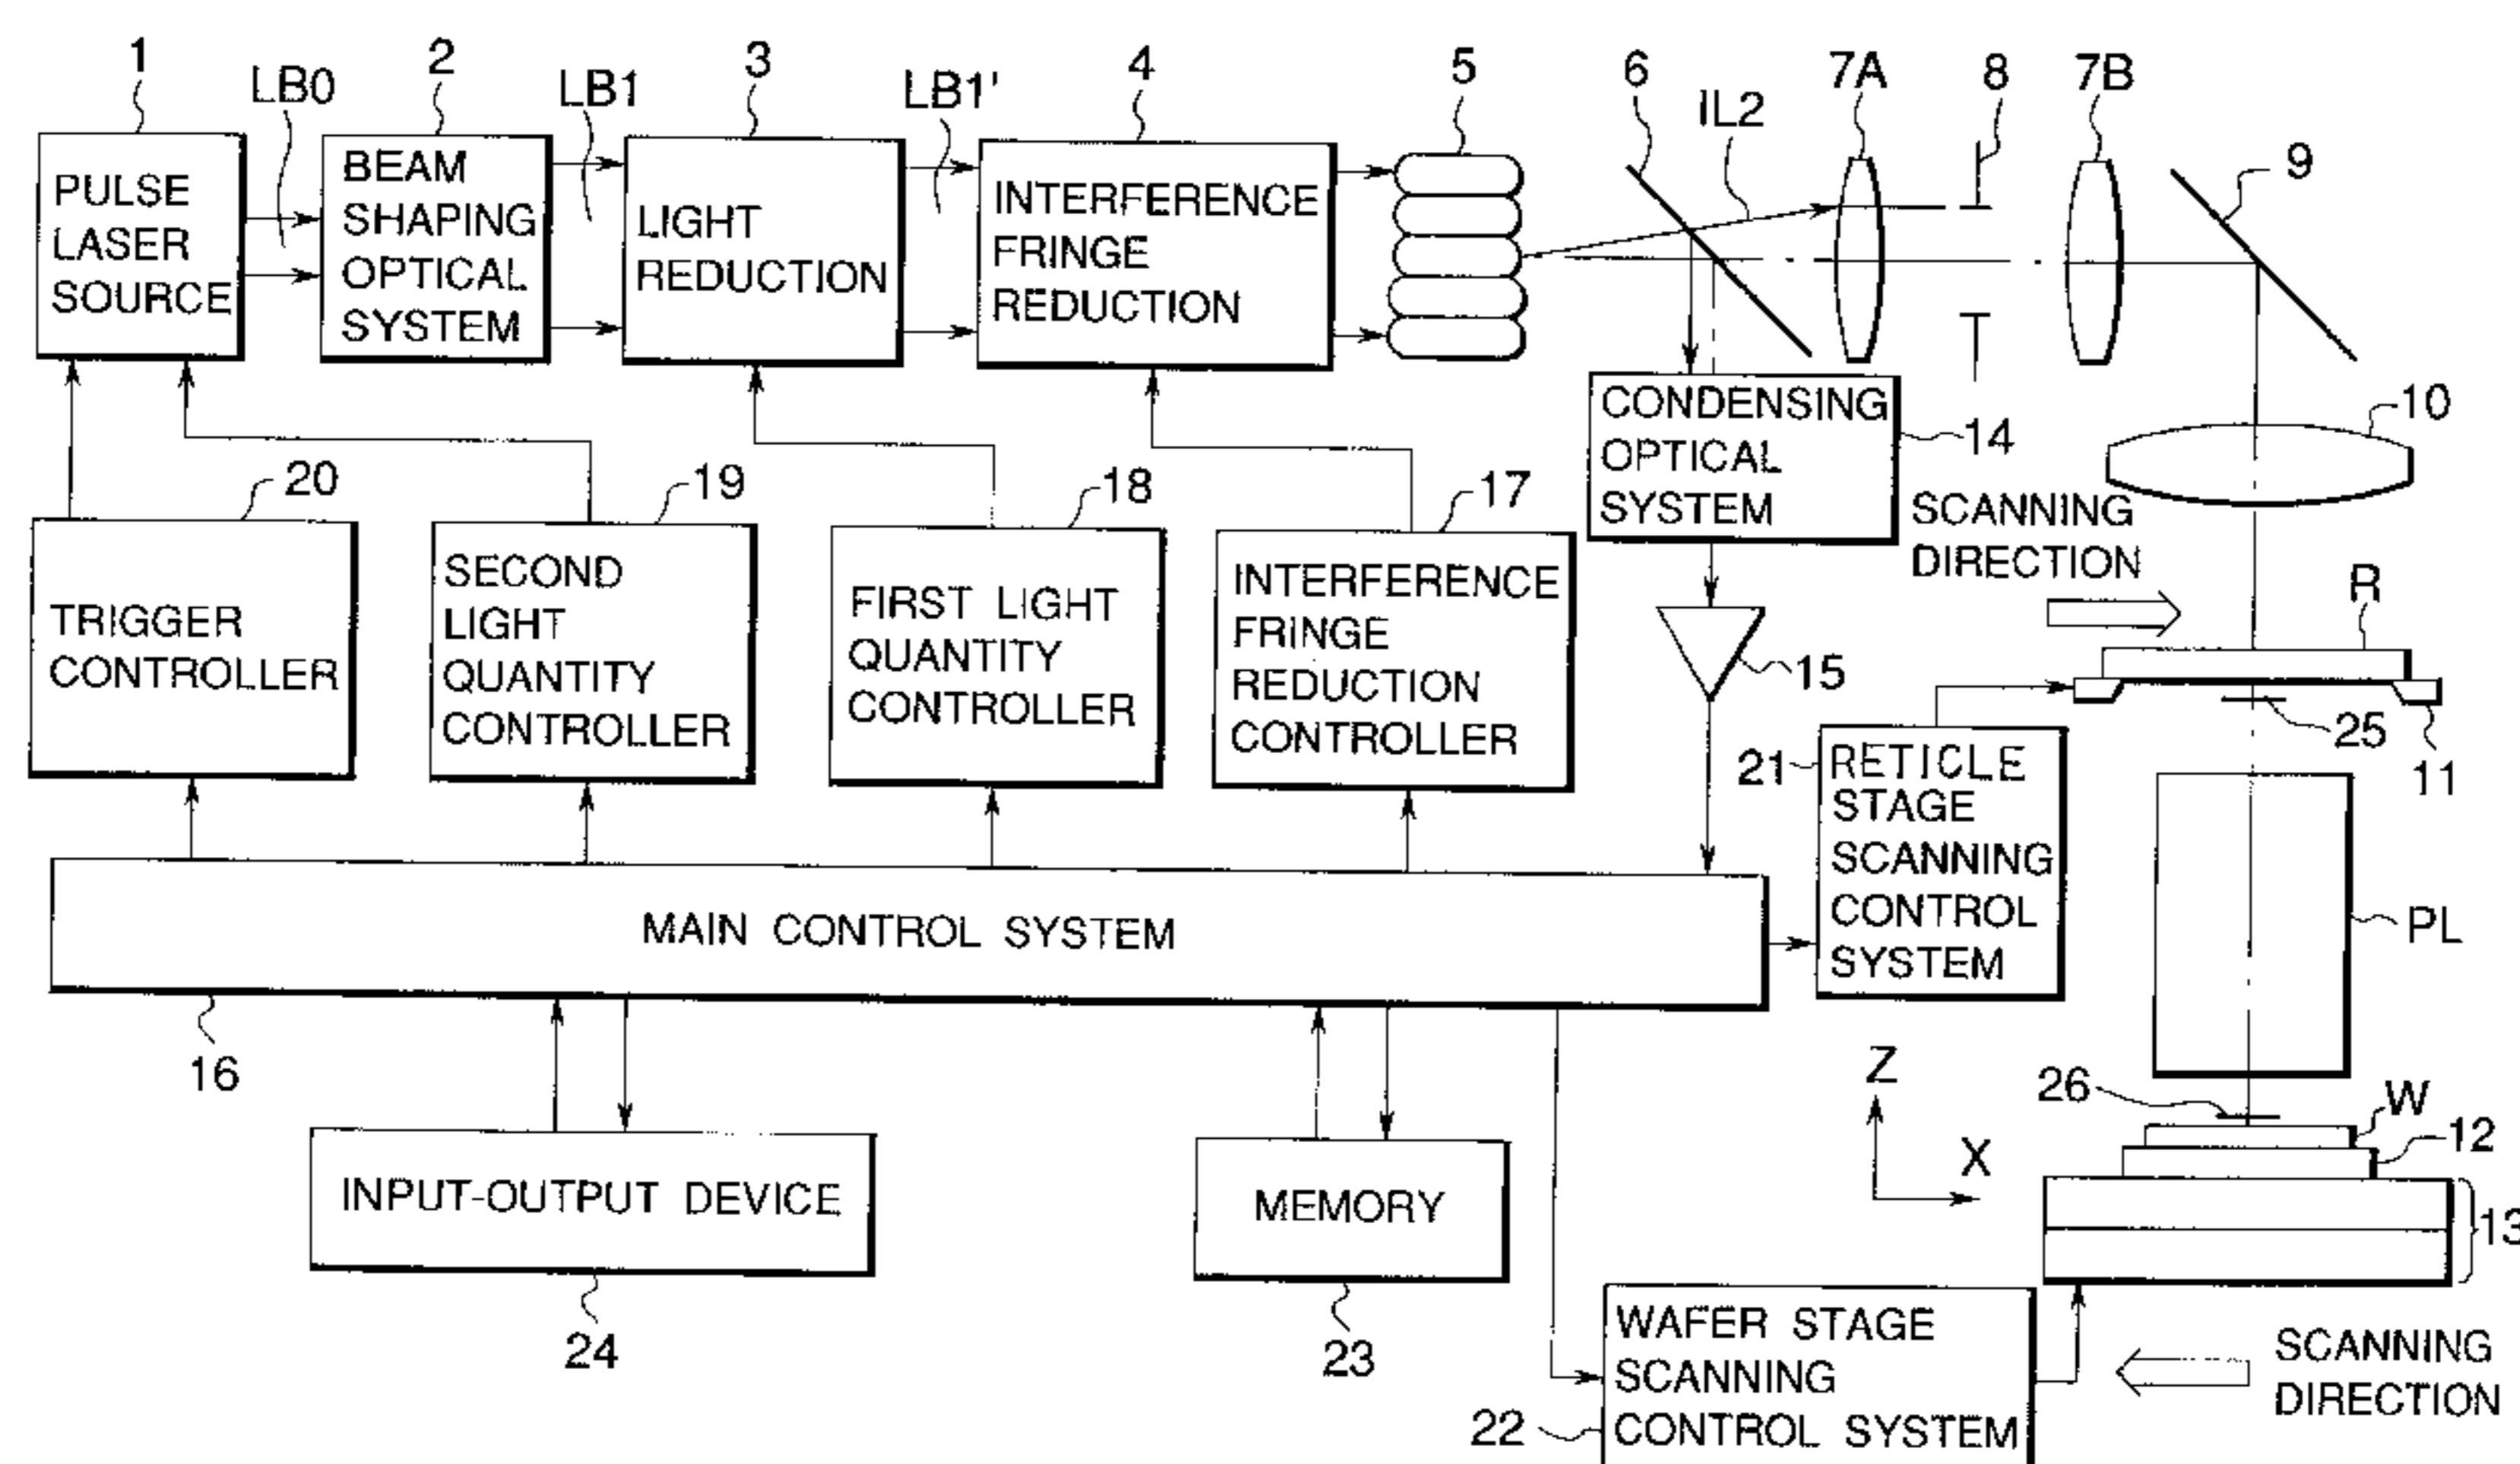 1
LB0
2
LB1
3
LB1'
4
5
6
IL2
7A
8
7B
9
PULSE
LASER
SOURCE
BEAM
SHAPING
OPTICAL
SYSTEM
LIGHT
REDUCTION
INTERFERENCE
FRINGE
REDUCTION
CONDENSING
OPTICAL
SYSTEM
14
10
SCANNING
DIRECTION
20
19
18
17
TRIGGER
CONTROLLER
SECOND
LIGHT
QUANTITY
CONTROLLER
FIRST LIGHT
QUANTITY
CONTROLLER
INTERFERENCE
FRINGE
REDUCTION
CONTROLLER
15
R
25
11
21
RETICLE
STAGE
SCANNING
CONTROL
SYSTEM
PL
MAIN CONTROL SYSTEM
16
Z
X
26
W
12
13
INPUT-OUTPUT DEVICE
24
MEMORY
23
WAFER STAGE
SCANNING
CONTROL SYSTEM
22
SCANNING
DIRECTION